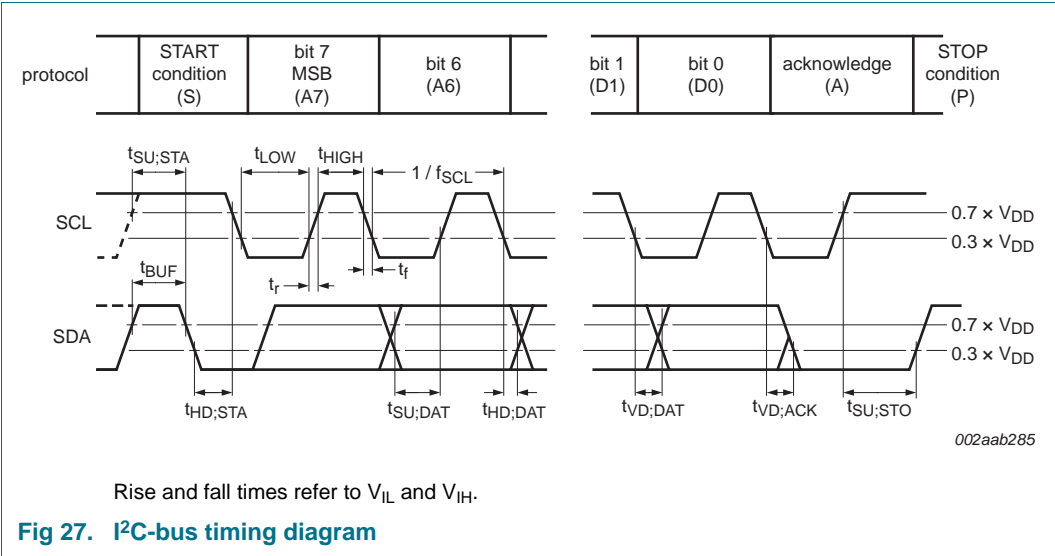 protocol
START
condition
(S)
bit 7
MSB
(A7)
bit 6
(A6)
bit 1
(D1)
bit 0
(D0)
acknowledge
(A)
STOP
condition
(P)
tSU;STA
tLOW
tHIGH
1 / fSCL
SCL
0.7 × VDD
0.3 × VDD
tBUF
tr
tf
SDA
0.7 × VDD
0.3 × VDD
tHD;STA
tSU;DAT
tHD;DAT
tVD;DAT
tVD;ACK
tSU;STO
002aab285
Rise and fall times refer to VIL and VIH.
Fig 27. I²C-bus timing diagram